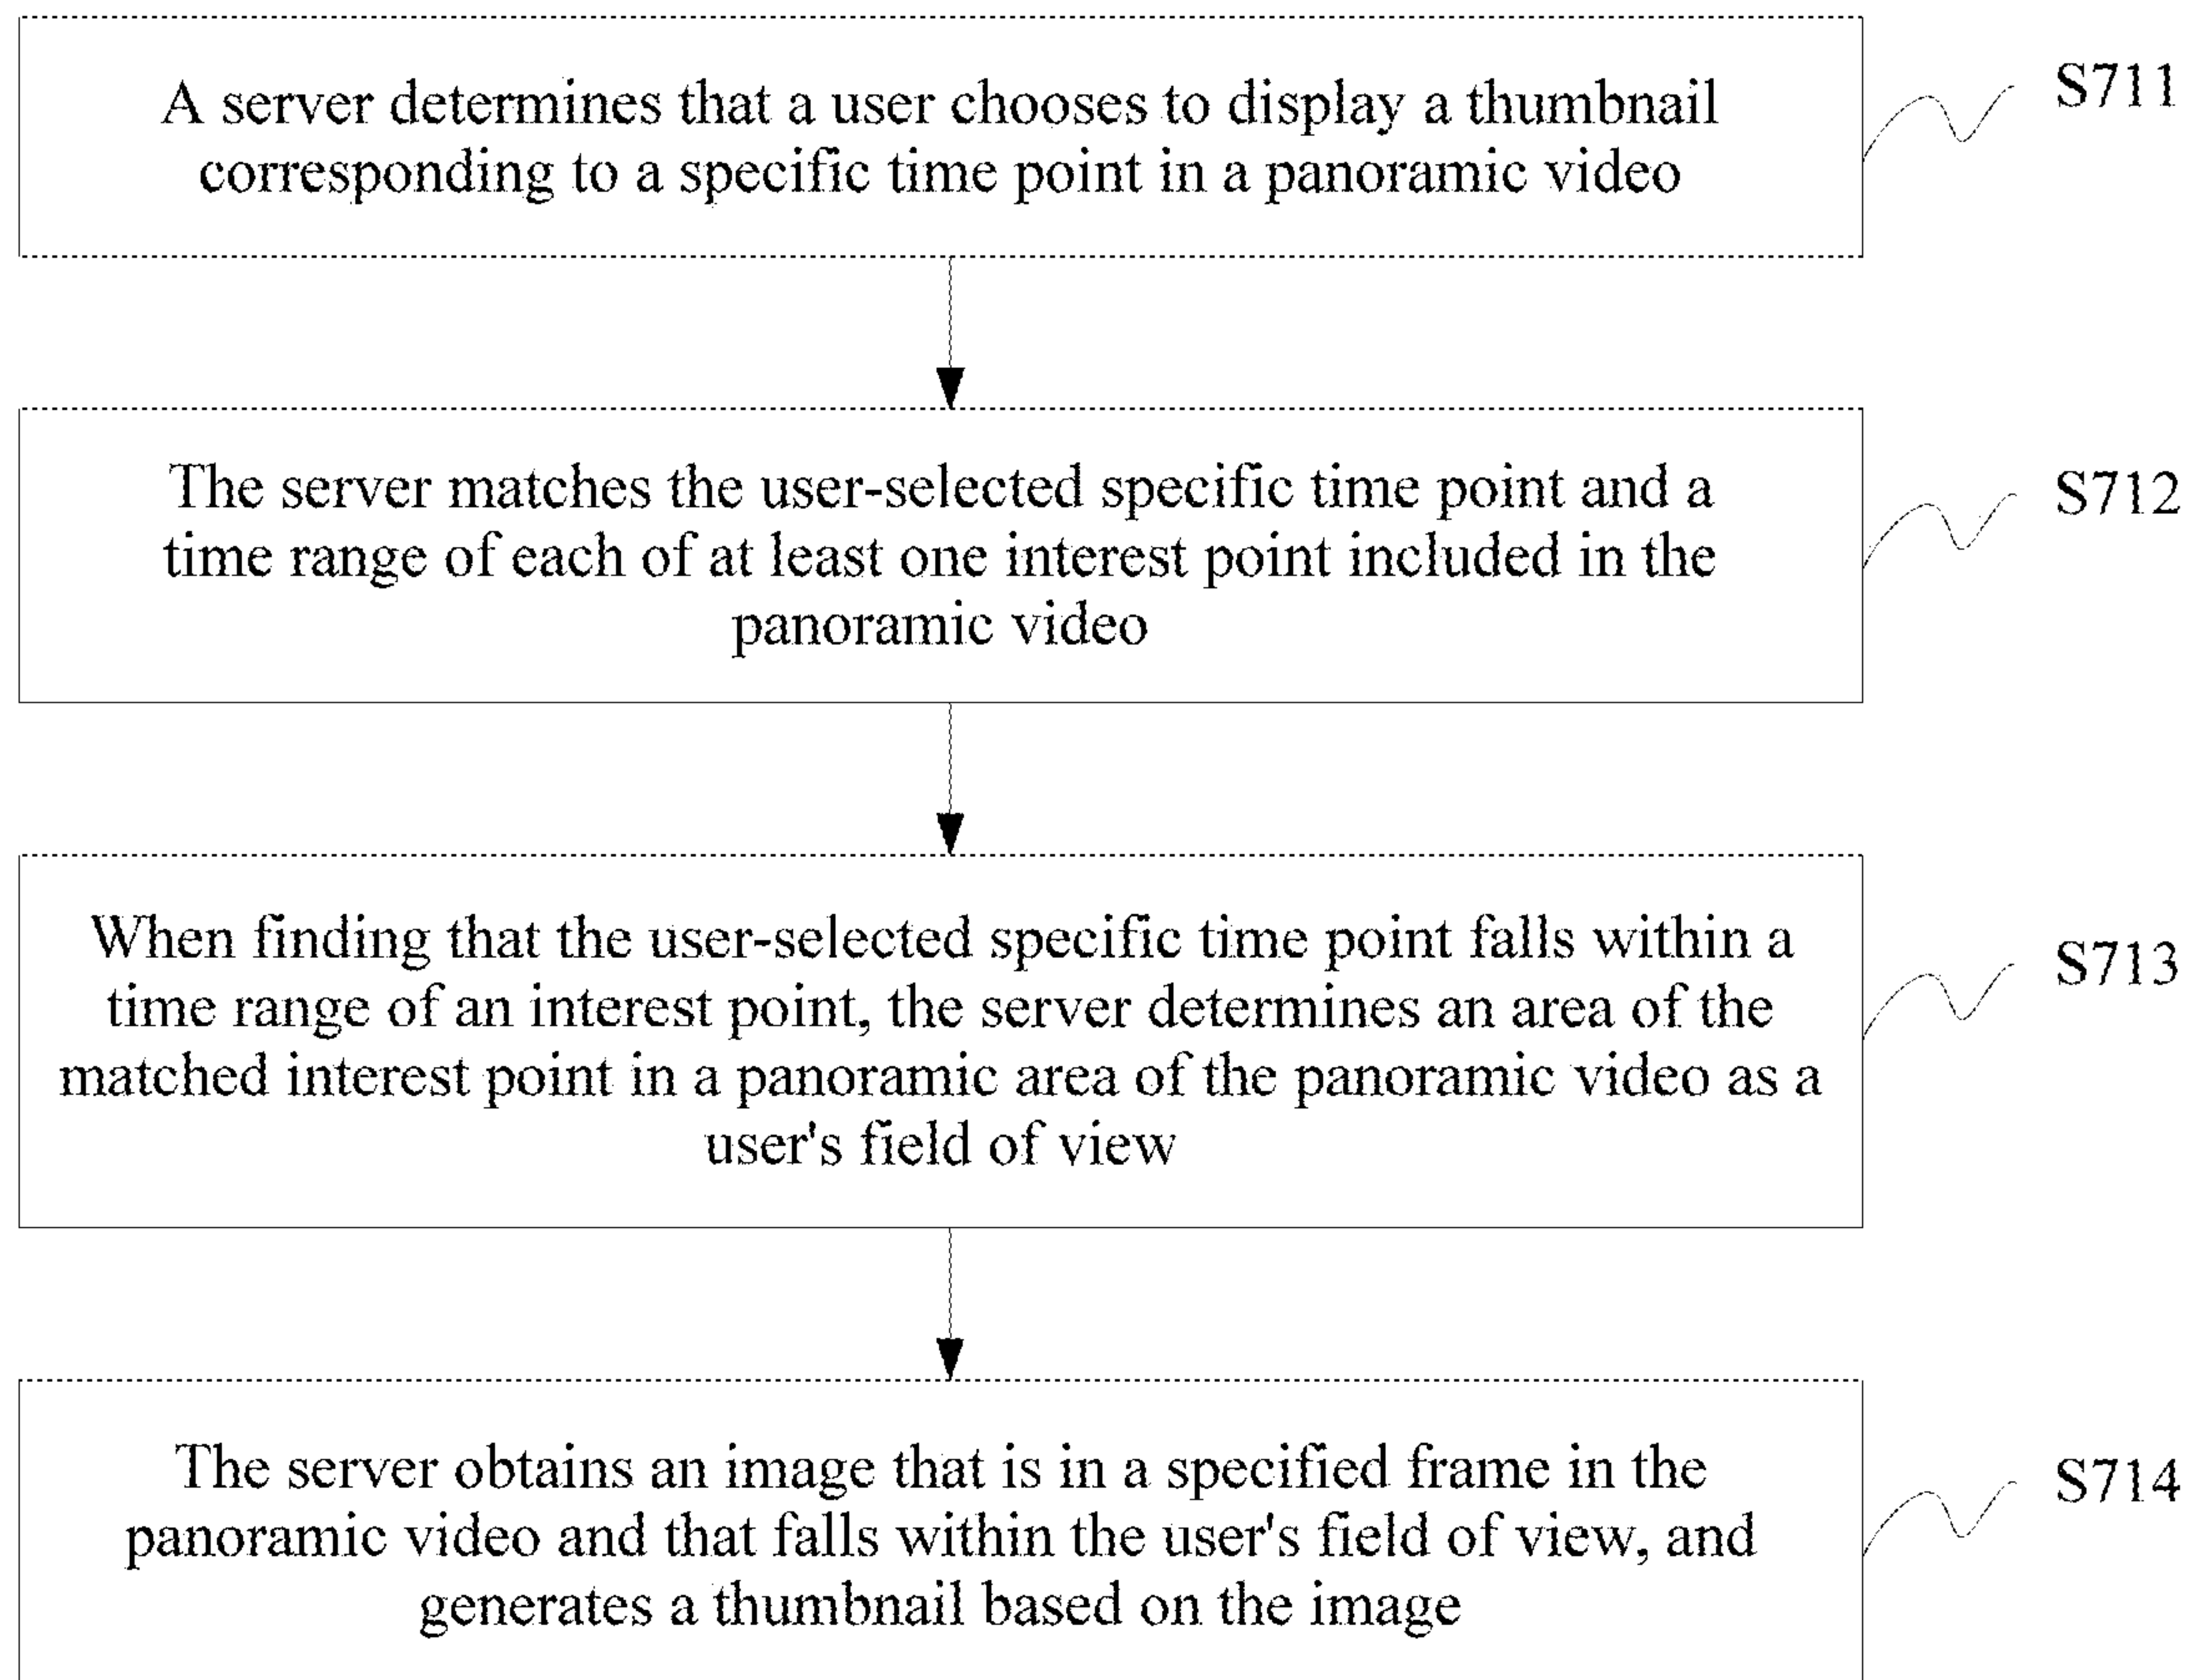 A server determines that a user chooses to display a thumbnail
corresponding to a specific time point in a panoramic video
S711
The server matches the user-selected specific time point and a
time range of each of at least one interest point included in the
panoramic video
S712
When finding that the user-selected specific time point falls within a
time range of an interest point, the server determines an area of the
matched interest point in a panoramic area of the panoramic video as a
user's field of view
S713
The server obtains an image that is in a specified frame in the
panoramic video and that falls within the user's field of view, and
generates a thumbnail based on the image
S714